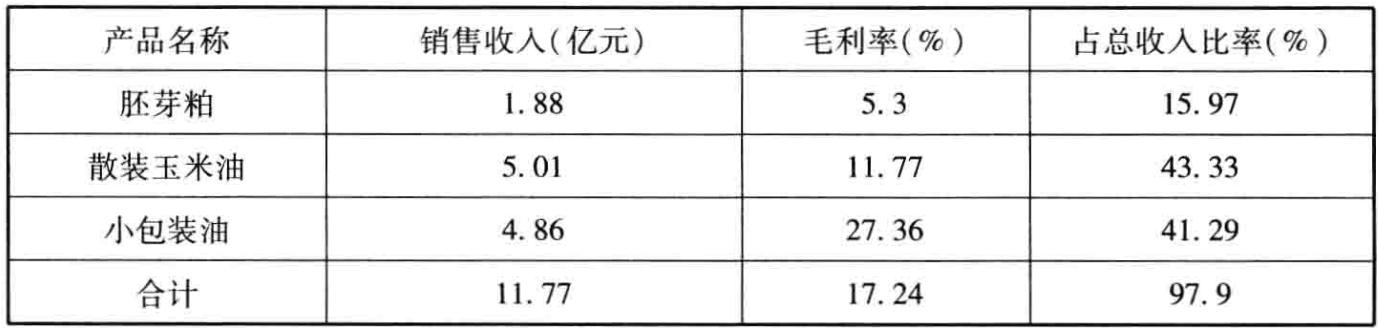 产品名称 销售收入(亿元) 毛利率(%) 占总收入比率(%)
胚芽粕 1.88 5.3 15.97
散装玉米油 5.01 11.77 43.33
小包装油 4.86 27.36 41.29
合计 11.77 17.24 97.9